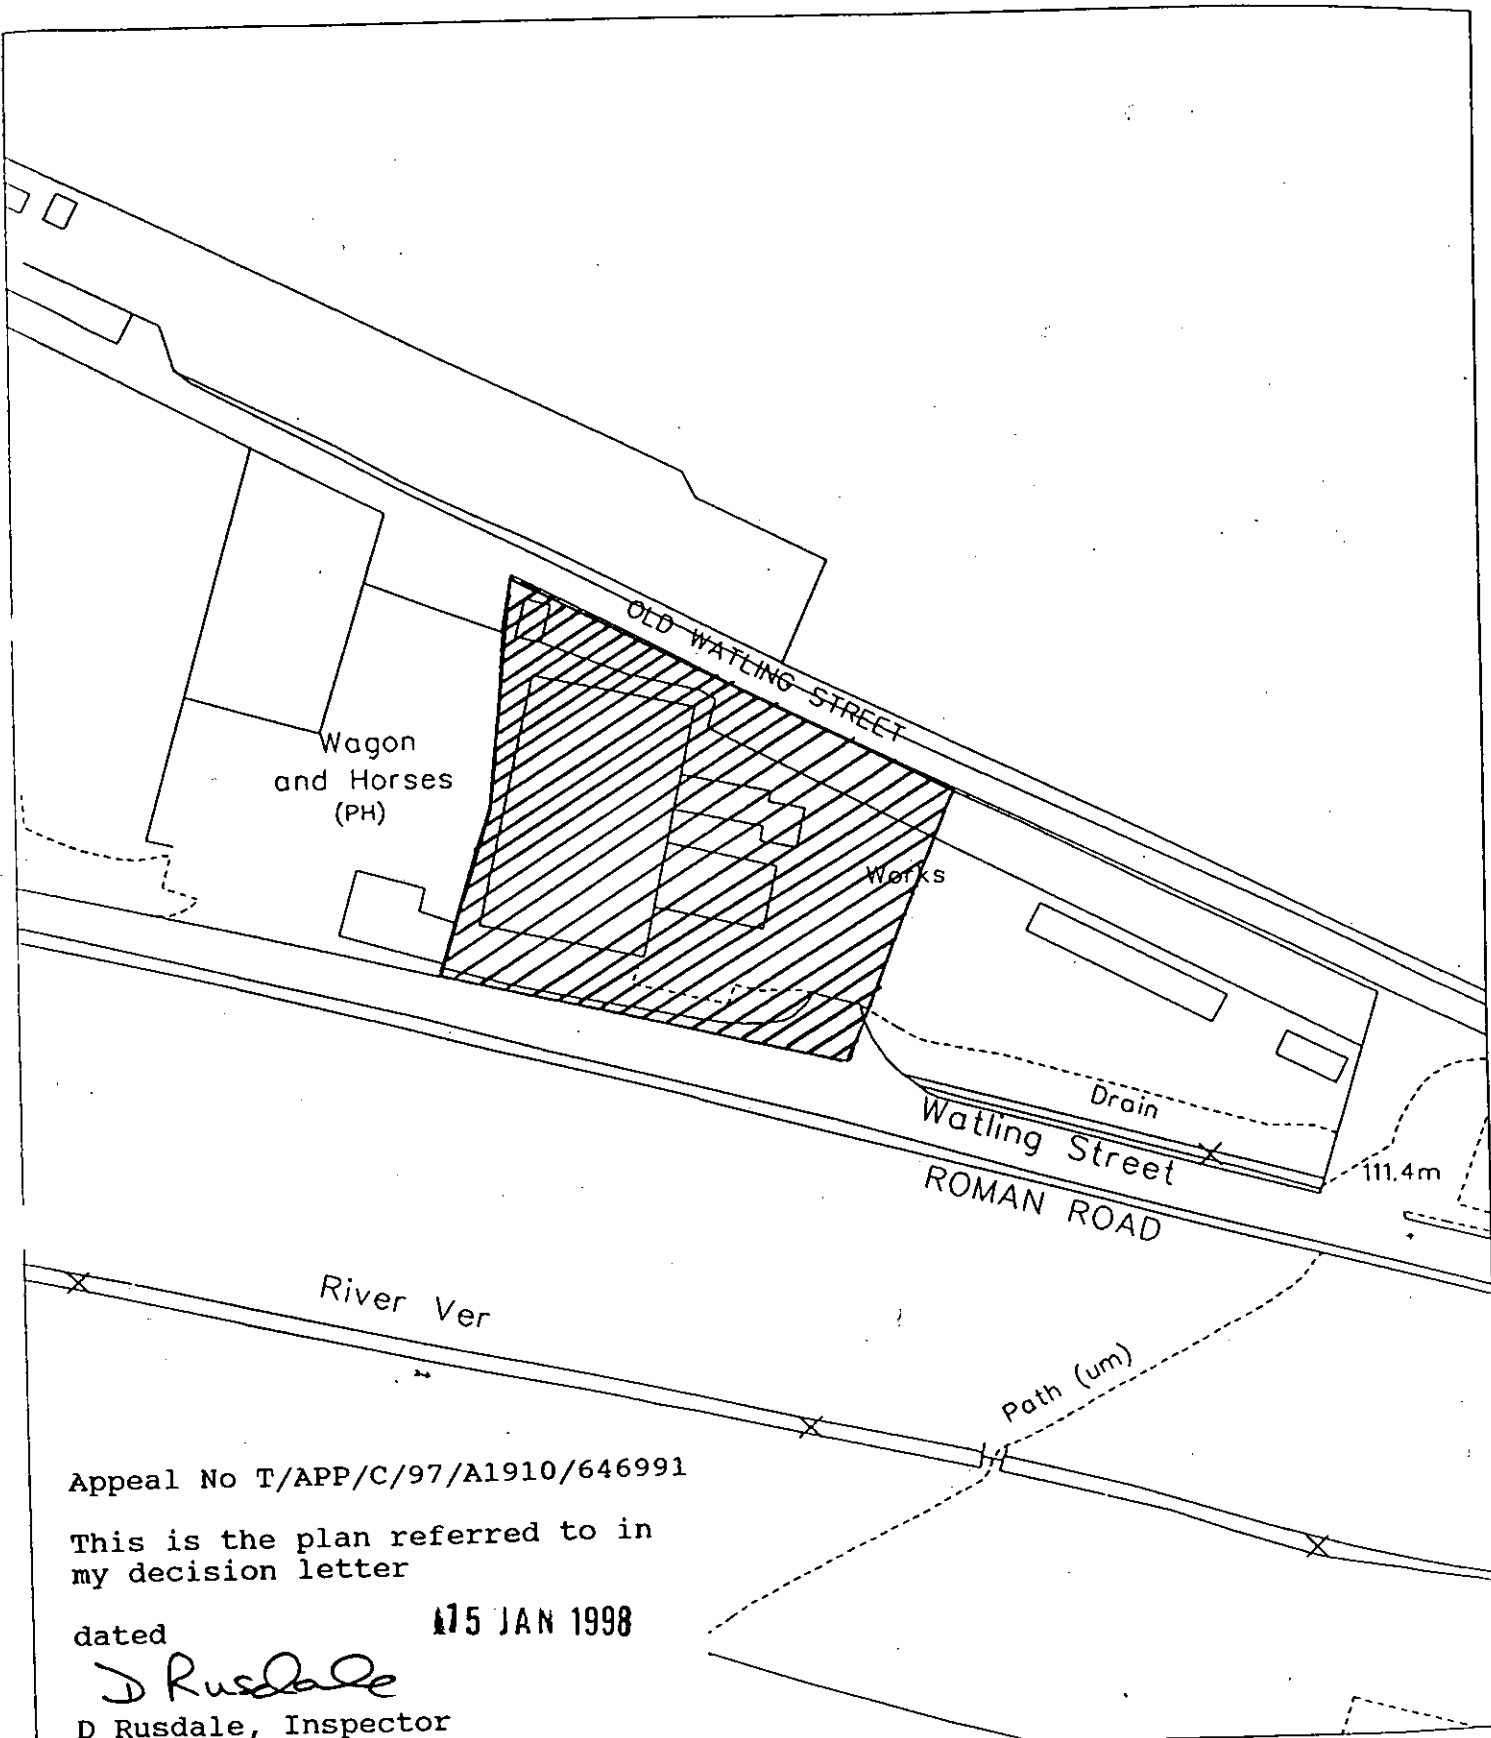 OLD WATLING STREET
Wagon
and Horses
(PH)
Works
Drain
Watling Street
ROMAN ROAD
111.4m
River Ver
Path (um)
Appeal No T/APP/C/97/A1910/646991
This is the plan referred to in
my decision letter
dated 15 JAN 1998
D Rusdale
D Rusdale, Inspector